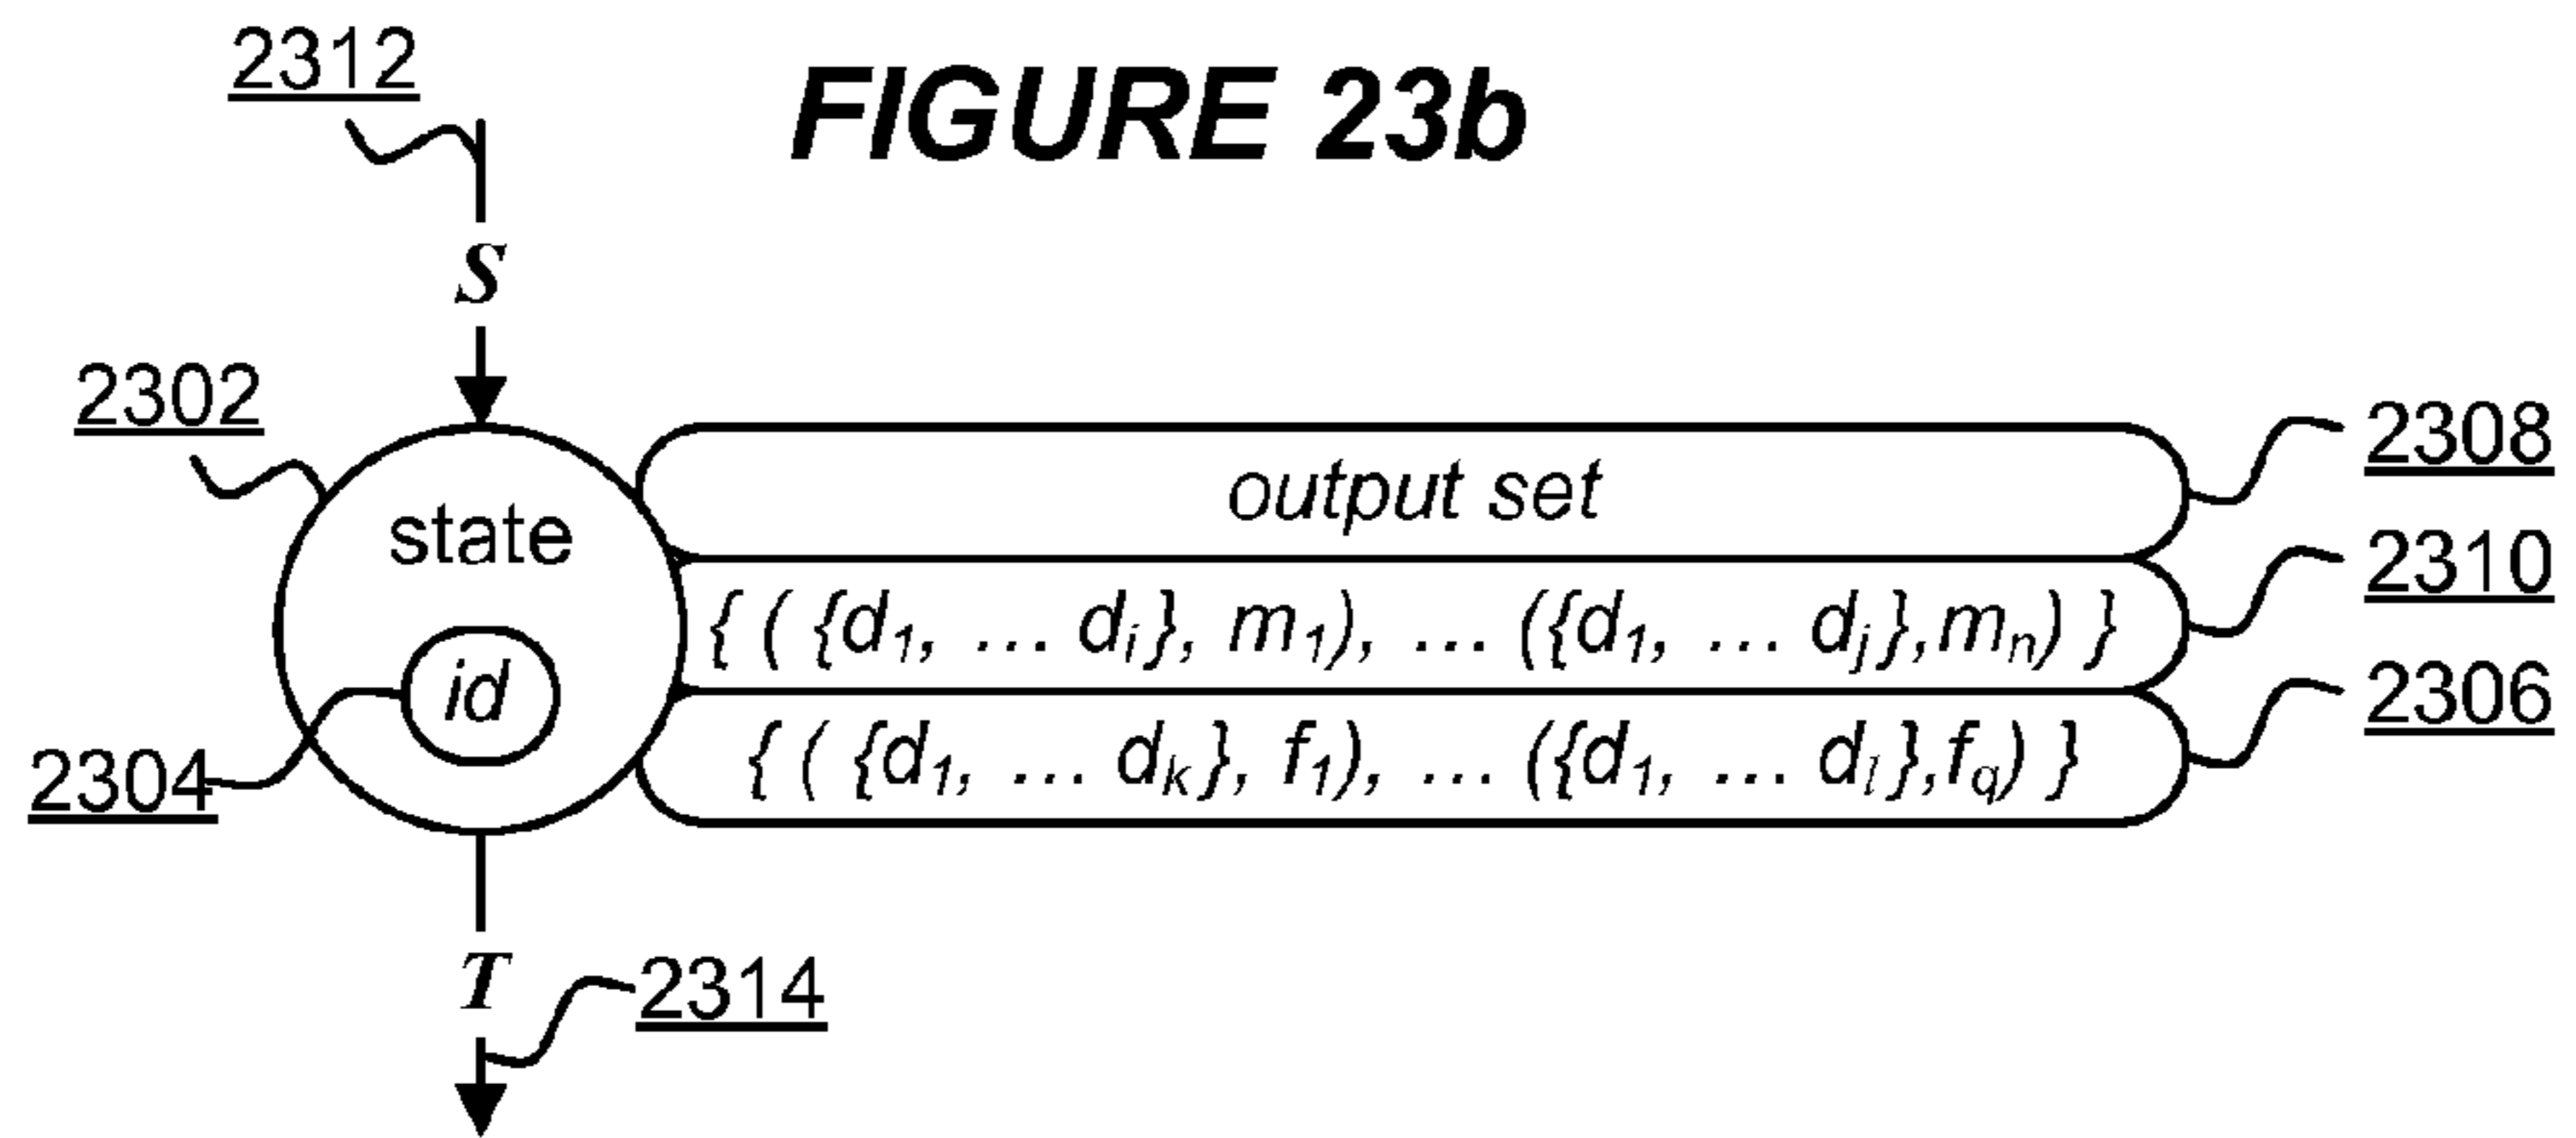 2312
FIGURE 23b
S
2302
2308
output set
state
2310
{ ( {d₁, … dᵢ}, m₁), … ({d₁, … dⱼ},mₙ) }
2306
id
{ ( {d₁, … dₖ}, f₁), … ({d₁, … dₗ},f_q) }
2304
T
2314